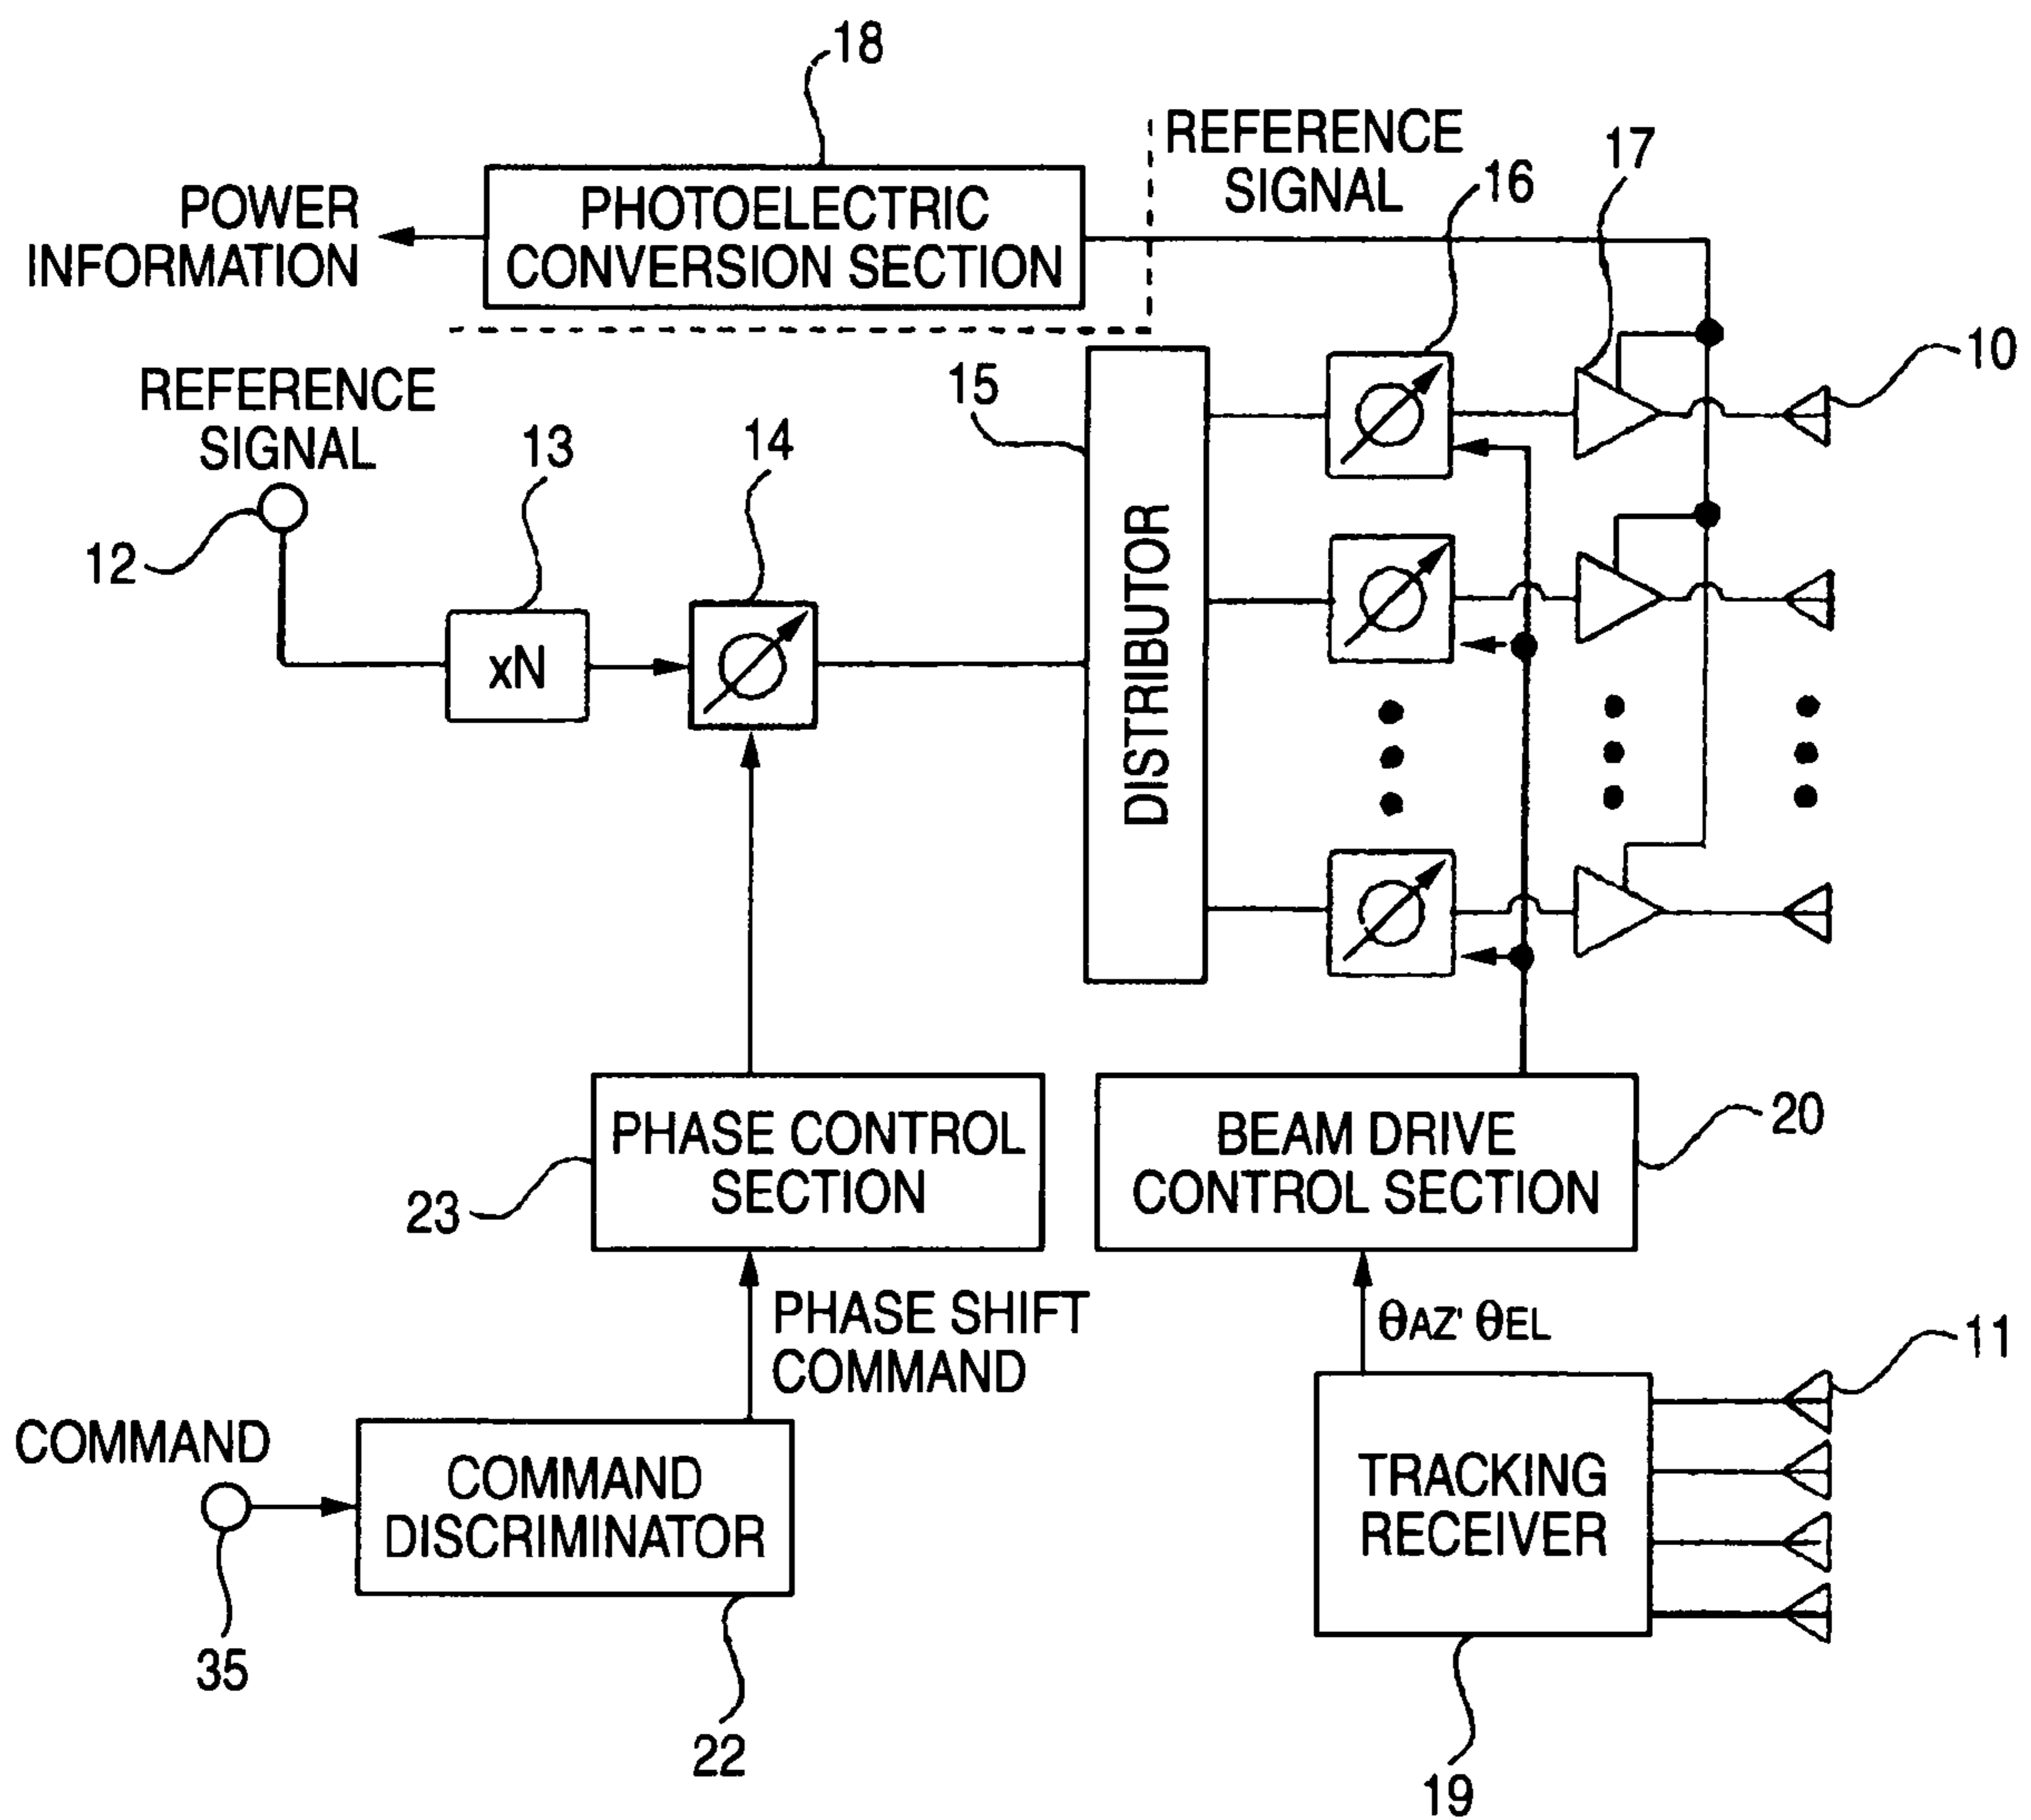 18
REFERENCE
SIGNAL
17
16
POWER
INFORMATION
PHOTOELECTRIC
CONVERSION SECTION
10
REFERENCE
SIGNAL
15
13
14
12
xN
DISTRIBUTOR
PHASE CONTROL
SECTION
BEAM DRIVE
CONTROL SECTION
20
23
PHASE SHIFT
COMMAND
θAZ' θEL
11
COMMAND
COMMAND
DISCRIMINATOR
TRACKING
RECEIVER
35
22
19